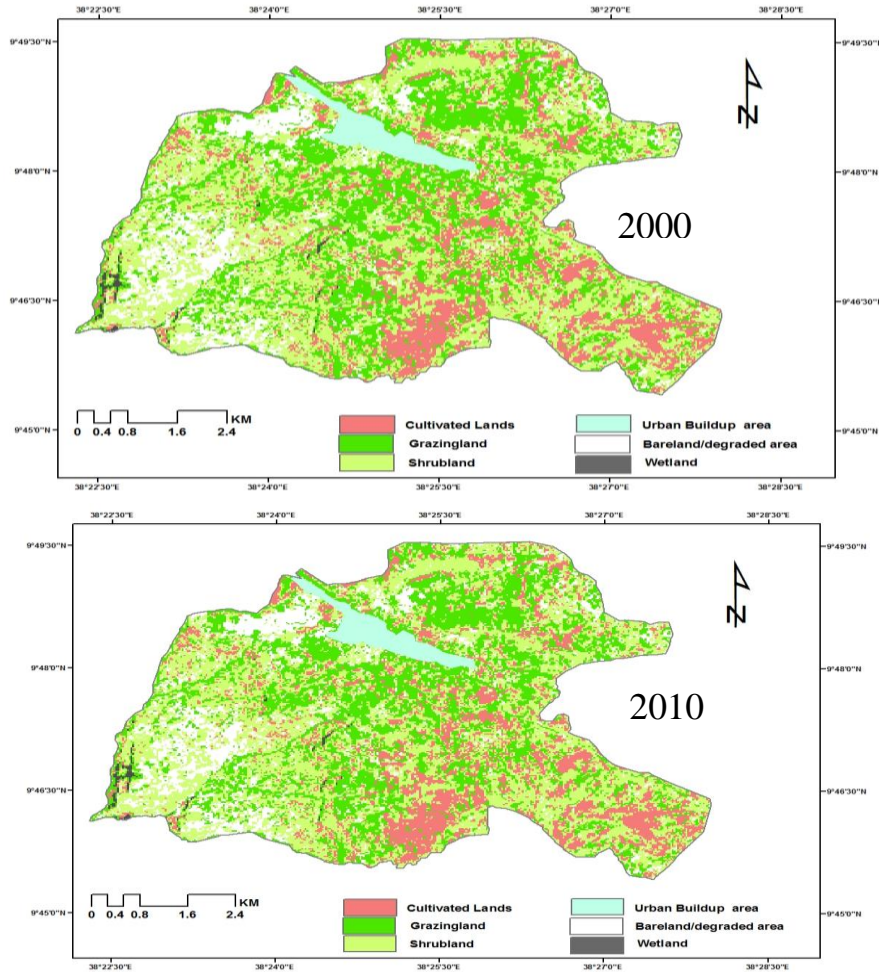 38°22'30"E 38°24'0"E 38°25'30"E 38°27'0"E 38°28'30"E
9°49'30"N 9°49'30"N
N
9°48'0"N 9°48'0"N
2000
9°46'30"N 9°46'30"N
KM
0 0.4 0.8 1.6 2.4
Cultivated Lands Urban Buildup area
Grazingland Bareland/degraded area
Shrubland Wetland
9°45'0"N 9°45'0"N
38°22'30"E 38°24'0"E 38°25'30"E 38°27'0"E 38°28'30"E
38°22'30"E 38°24'0"E 38°25'30"E 38°27'0"E 38°28'30"E
9°49'30"N 9°49'30"N
N
9°48'0"N 9°48'0"N
2010
9°46'30"N 9°46'30"N
KM
0 0.4 0.8 1.6 2.4
Cultivated Lands Urban Buildup area
Grazingland Bareland/degraded area
Shrubland Wetland
9°45'0"N 9°45'0"N
38°22'30"E 38°24'0"E 38°25'30"E 38°27'0"E 38°28'30"E